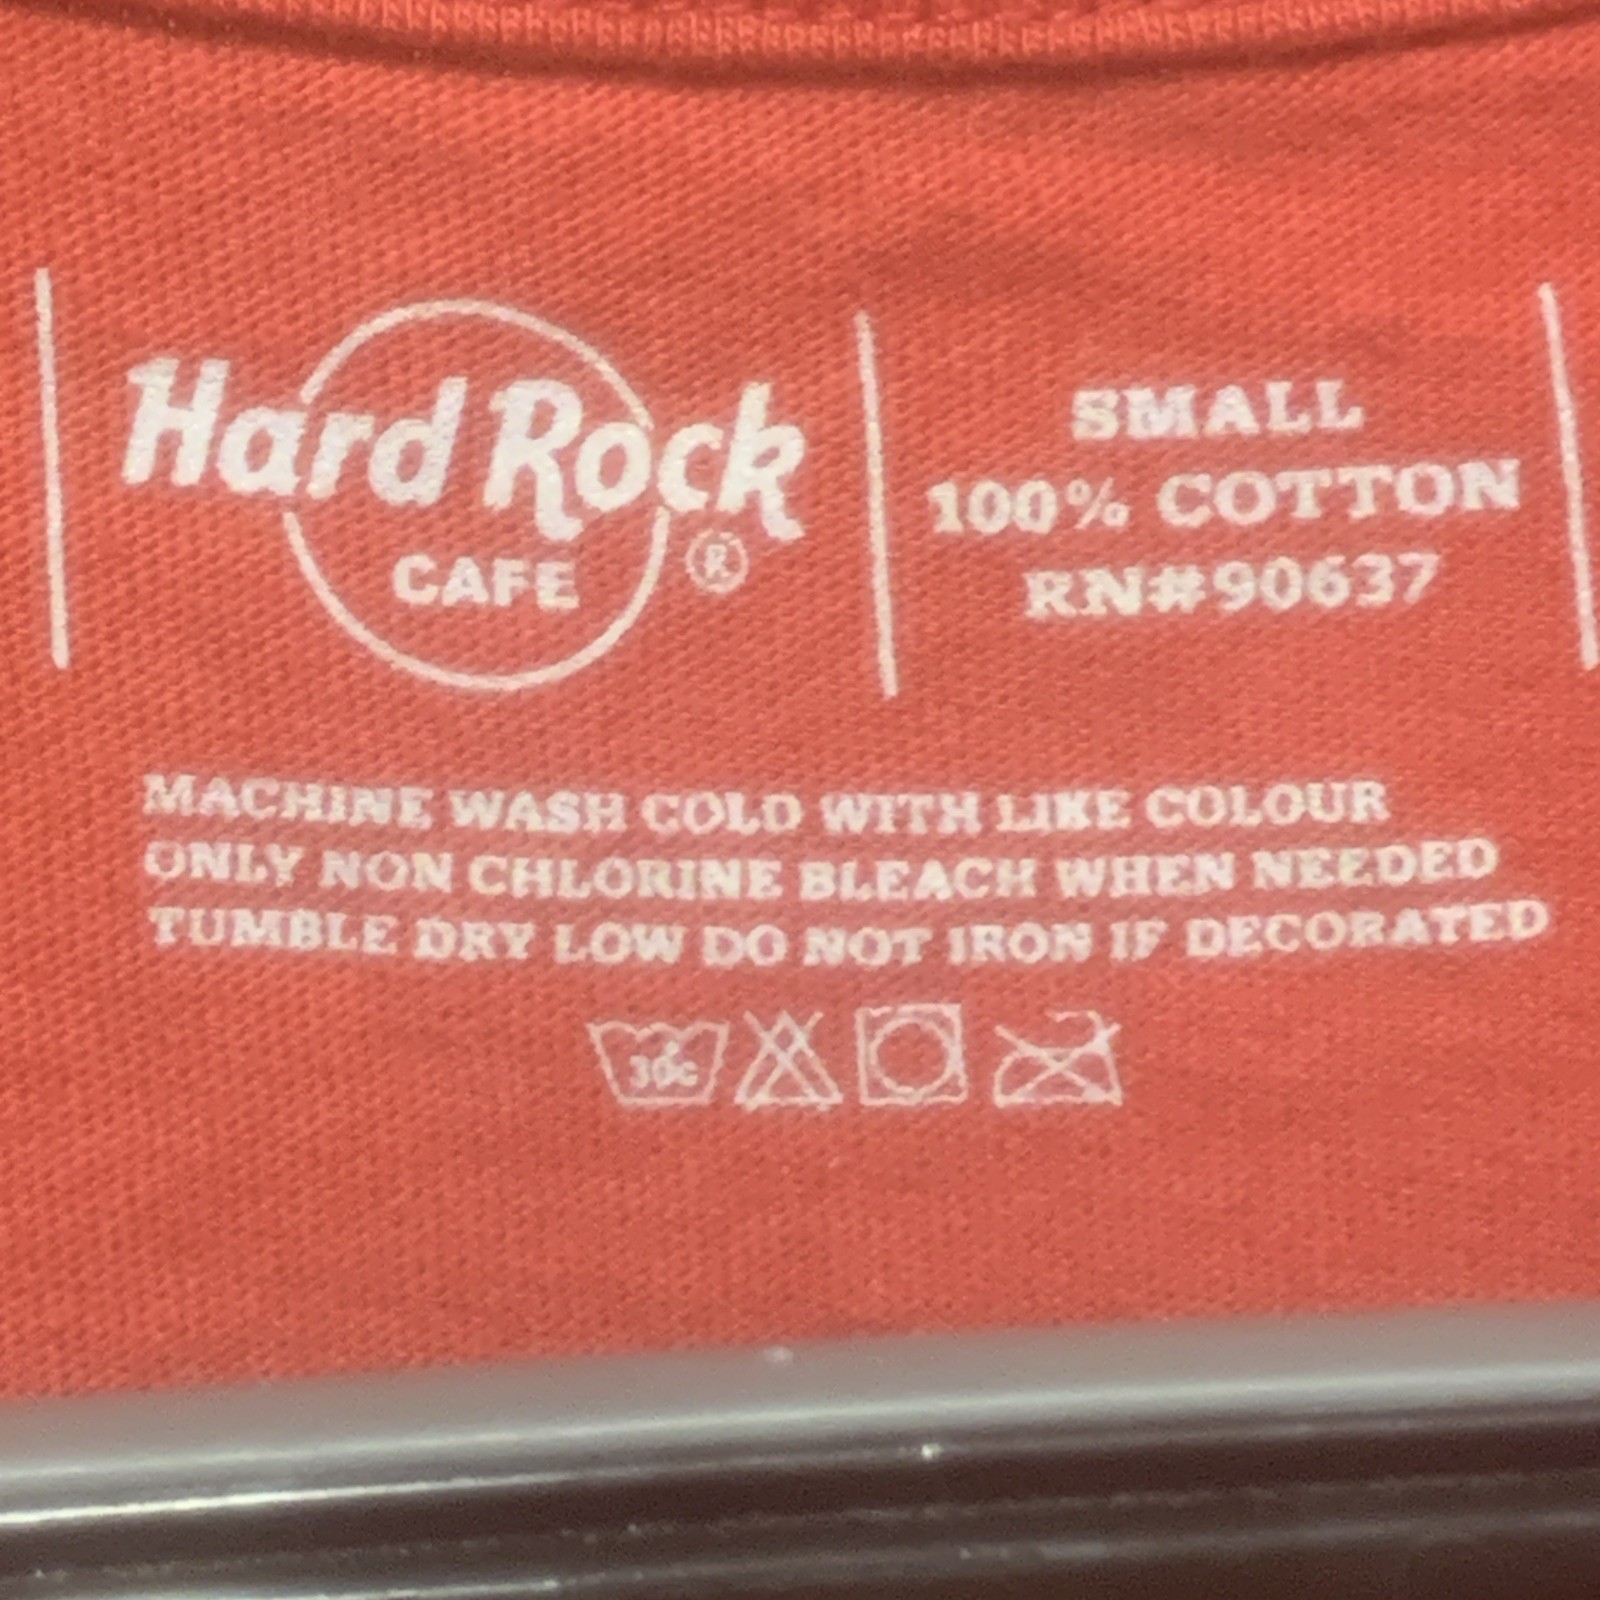 Hard Rock
CAFE
®
SMALL
100% COTTON
RN#90637
MACHINE WASH COLD WITH LIKE COLOUR
ONLY NON CHLORINE BLEACH WHEN NEEDED
TUMBLE DRY LOW DO NOT IRON IF DECORATED
30c